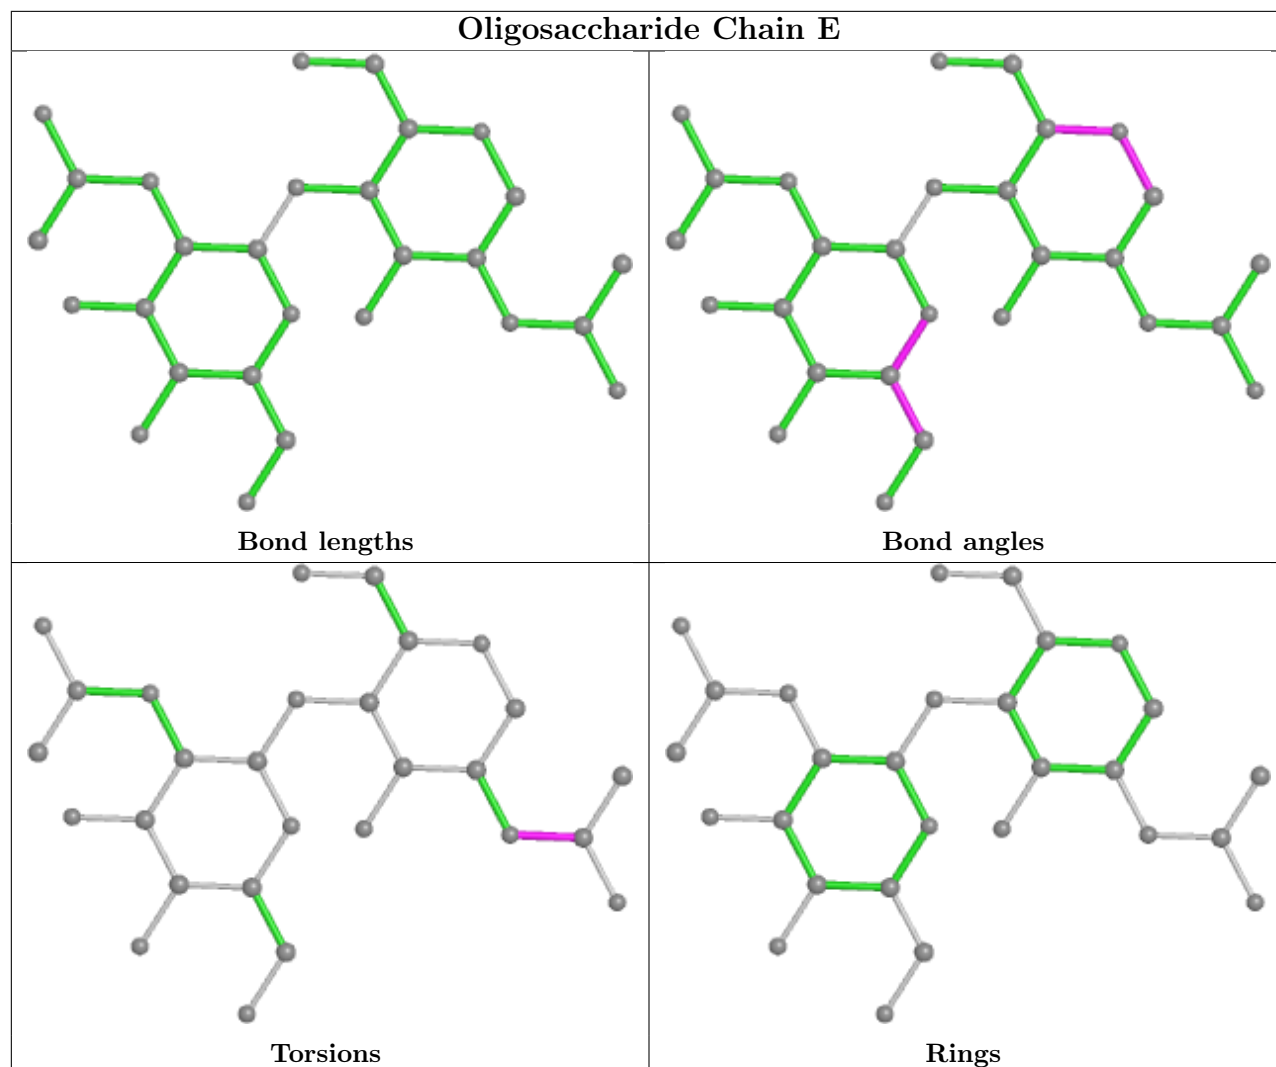 Oligosaccharide Chain E
Bond lengths
Bond angles
Torsions
Rings